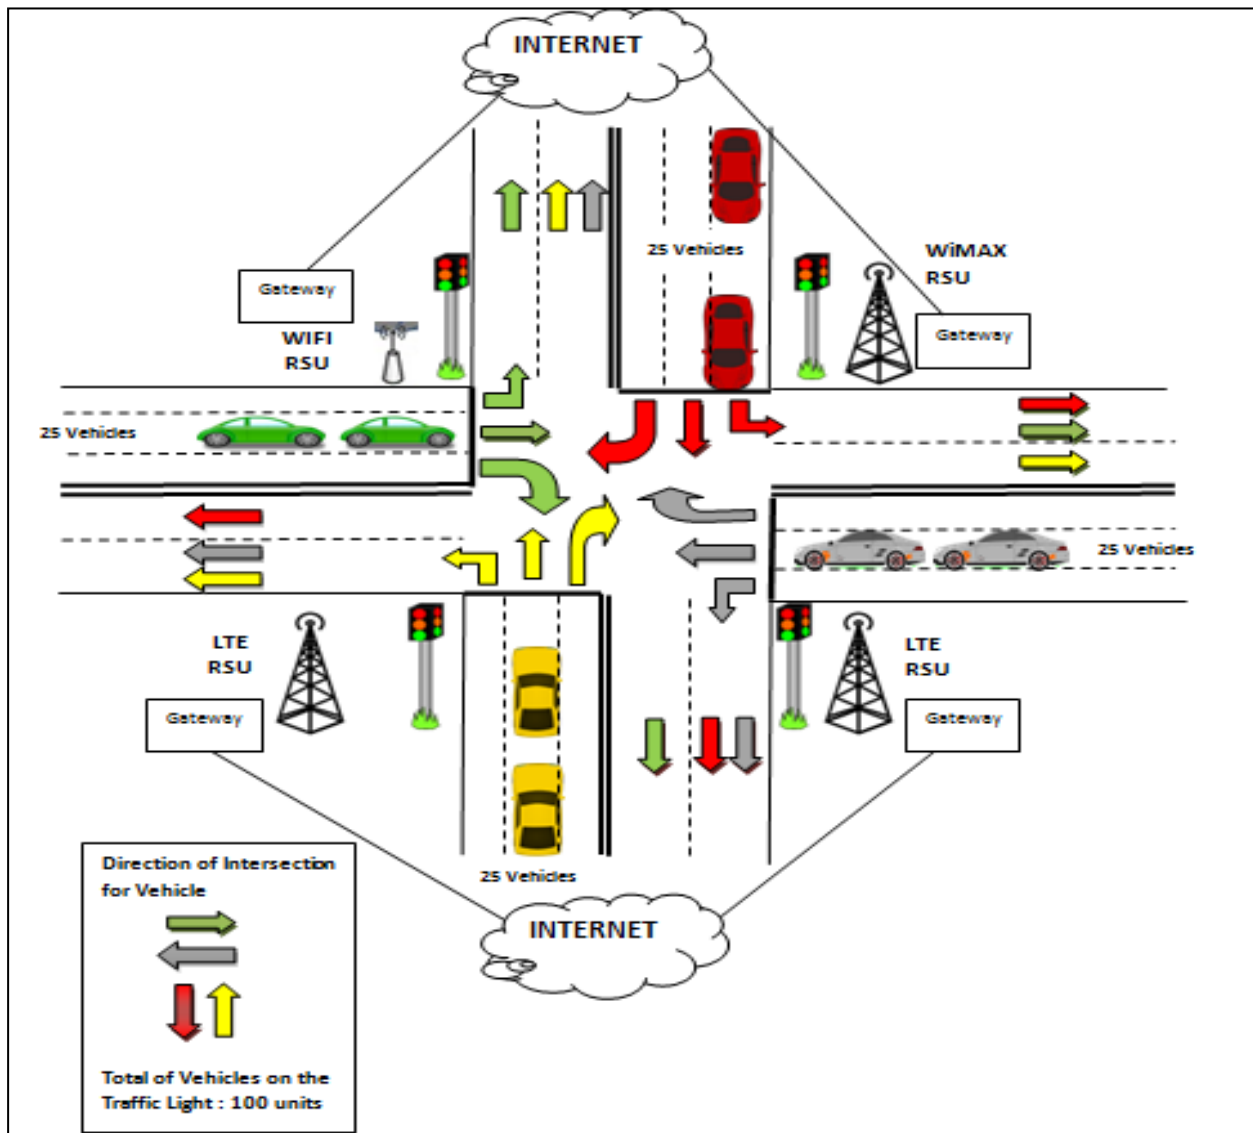 INTERNET
25 Vehicles
WiMAX
RSU
Gateway
WIFI
RSU
Gateway
25 Vehicles
25 Vehicles
LTE
RSU
LTE
RSU
Gateway
Gateway
25 Vehicles
INTERNET
Direction of Intersection
for Vehicle
Total of Vehicles on the
Traffic Light : 100 units